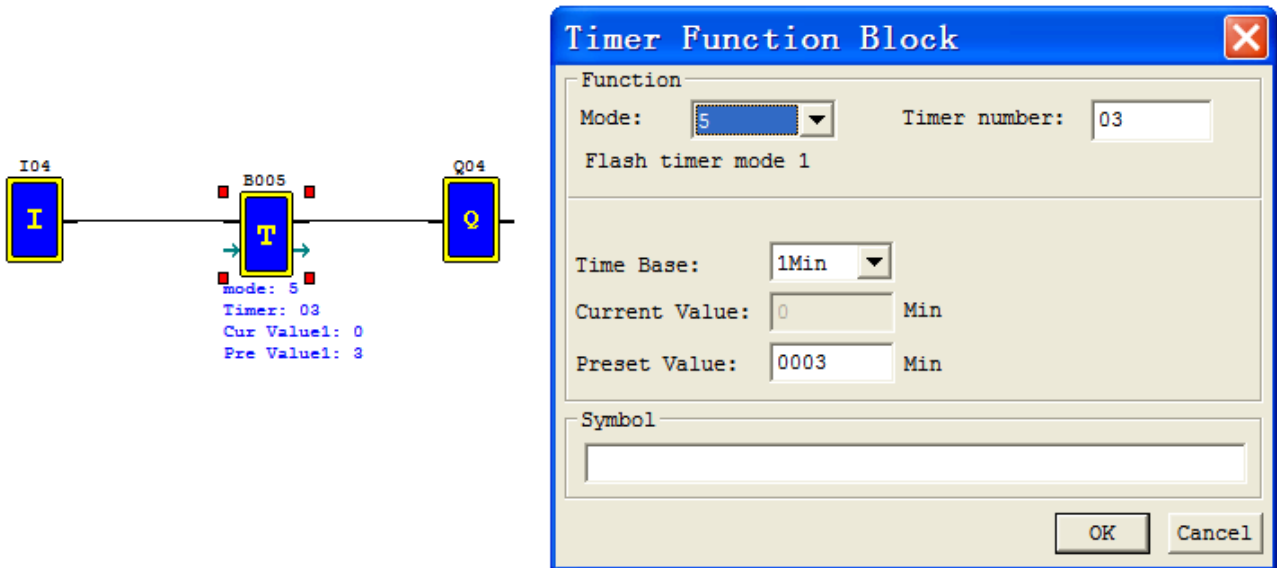 I04
I
B005
T
mode: 5
Timer: 03
Cur Value1: 0
Pre Value1: 3
Q04
Q
Timer Function Block
Function
Mode: 5 Timer number: 03
Flash timer mode 1
Time Base: 1Min
Current Value: 0 Min
Preset Value: 0003 Min
Symbol
OK Cancel